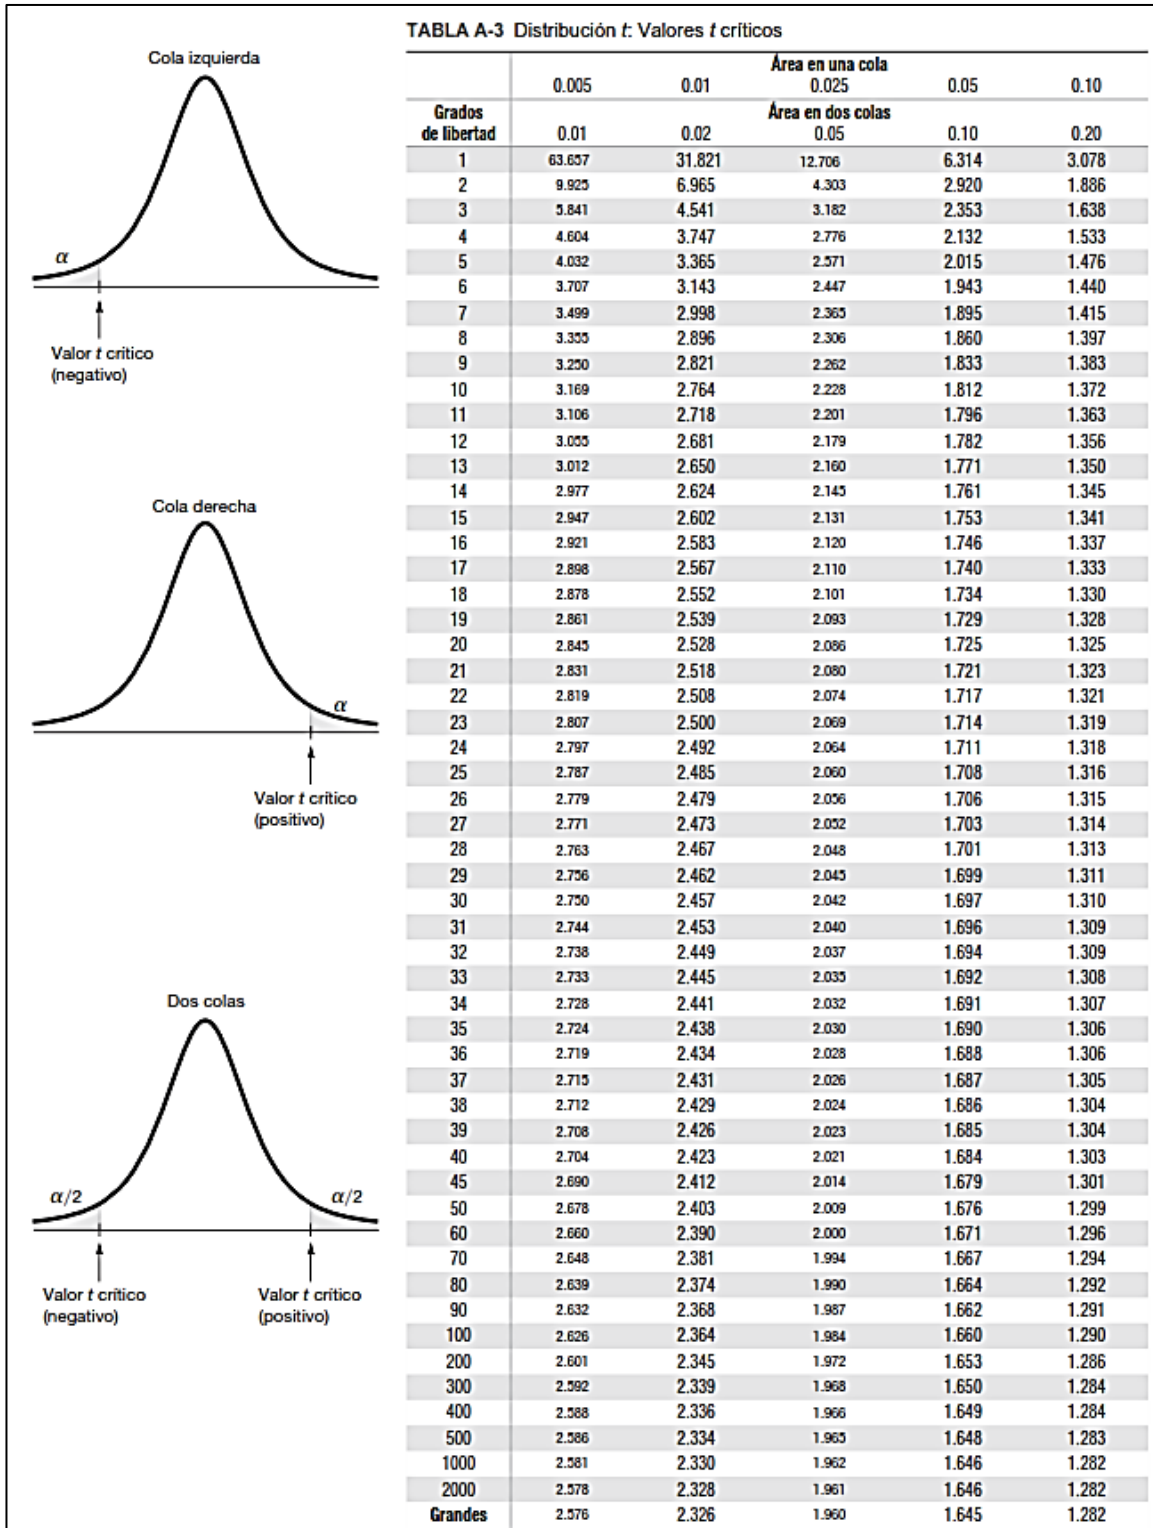 TABLA A-3 Distribución t: Valores t críticos
Cola izquierda
α
Valor t crítico
(negativo)
Cola derecha
α
Valor t crítico
(positivo)
Dos colas
α/2
α/2
Valor t crítico
(negativo)
Valor t crítico
(positivo)
Área en una cola
0.005 0.01 0.025 0.05 0.10
Grados Área en dos colas
de libertad 0.01 0.02 0.05 0.10 0.20
1 63.657 31.821 12.706 6.314 3.078
2 9.925 6.965 4.303 2.920 1.886
3 5.841 4.541 3.182 2.353 1.638
4 4.604 3.747 2.776 2.132 1.533
5 4.032 3.365 2.571 2.015 1.476
6 3.707 3.143 2.447 1.943 1.440
7 3.499 2.998 2.365 1.895 1.415
8 3.355 2.896 2.306 1.860 1.397
9 3.250 2.821 2.262 1.833 1.383
10 3.169 2.764 2.228 1.812 1.372
11 3.106 2.718 2.201 1.796 1.363
12 3.055 2.681 2.179 1.782 1.356
13 3.012 2.650 2.160 1.771 1.350
14 2.977 2.624 2.145 1.761 1.345
15 2.947 2.602 2.131 1.753 1.341
16 2.921 2.583 2.120 1.746 1.337
17 2.898 2.567 2.110 1.740 1.333
18 2.878 2.552 2.101 1.734 1.330
19 2.861 2.539 2.093 1.729 1.328
20 2.845 2.528 2.086 1.725 1.325
21 2.831 2.518 2.080 1.721 1.323
22 2.819 2.508 2.074 1.717 1.321
23 2.807 2.500 2.069 1.714 1.319
24 2.797 2.492 2.064 1.711 1.318
25 2.787 2.485 2.060 1.708 1.316
26 2.779 2.479 2.056 1.706 1.315
27 2.771 2.473 2.052 1.703 1.314
28 2.763 2.467 2.048 1.701 1.313
29 2.756 2.462 2.045 1.699 1.311
30 2.750 2.457 2.042 1.697 1.310
31 2.744 2.453 2.040 1.696 1.309
32 2.738 2.449 2.037 1.694 1.309
33 2.733 2.445 2.035 1.692 1.308
34 2.728 2.441 2.032 1.691 1.307
35 2.724 2.438 2.030 1.690 1.306
36 2.719 2.434 2.028 1.688 1.306
37 2.715 2.431 2.026 1.687 1.305
38 2.712 2.429 2.024 1.686 1.304
39 2.708 2.426 2.023 1.685 1.304
40 2.704 2.423 2.021 1.684 1.303
45 2.690 2.412 2.014 1.679 1.301
50 2.678 2.403 2.009 1.676 1.299
60 2.660 2.390 2.000 1.671 1.296
70 2.648 2.381 1.994 1.667 1.294
80 2.639 2.374 1.990 1.664 1.292
90 2.632 2.368 1.987 1.662 1.291
100 2.626 2.364 1.984 1.660 1.290
200 2.601 2.345 1.972 1.653 1.286
300 2.592 2.339 1.968 1.650 1.284
400 2.588 2.336 1.966 1.649 1.284
500 2.586 2.334 1.965 1.648 1.283
1000 2.581 2.330 1.962 1.646 1.282
2000 2.578 2.328 1.961 1.646 1.282
Grandes 2.576 2.326 1.960 1.645 1.282